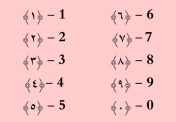 ﴿١﴾ – 1
﴿٢﴾ – 2
﴿٣﴾ – 3
﴿٤﴾ – 4
﴿٥﴾ – 5
﴿٦﴾ – 6
﴿٧﴾ – 7
﴿٨﴾ – 8
﴿٩﴾ – 9
﴿٠﴾ – 0